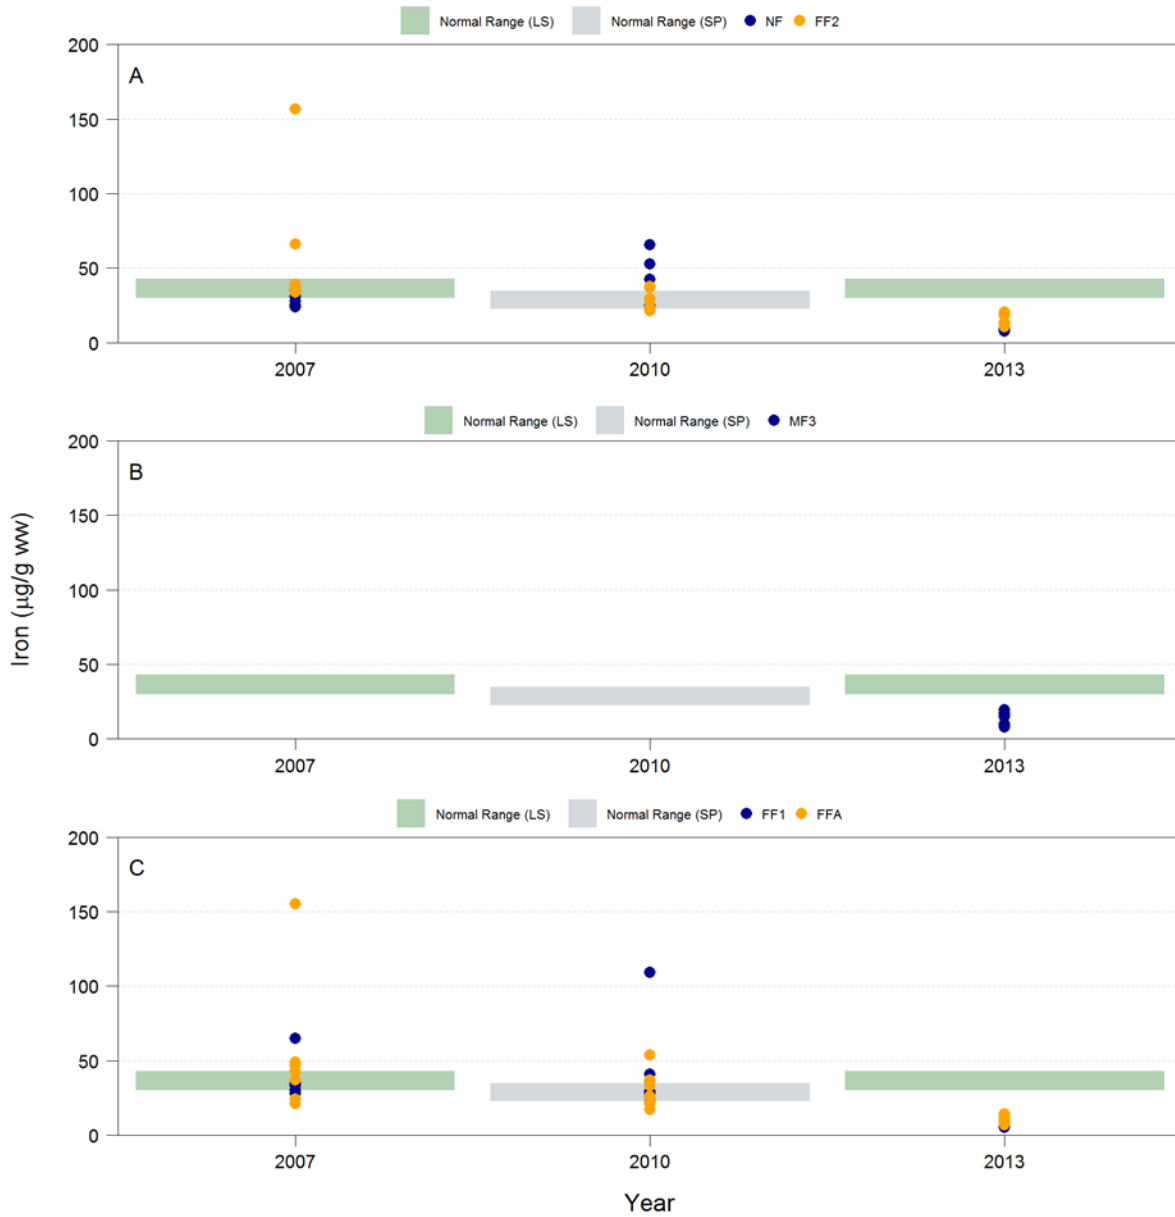 Normal Range (LS) Normal Range (SP) NF FF2
A
200
150
100
50
0
2007 2010 2013
Normal Range (LS) Normal Range (SP) MF3
B
200
150
100
50
0
2007 2010 2013
Iron (µg/g ww)
Normal Range (LS) Normal Range (SP) FF1 FFA
C
200
150
100
50
0
2007 2010 2013
Year